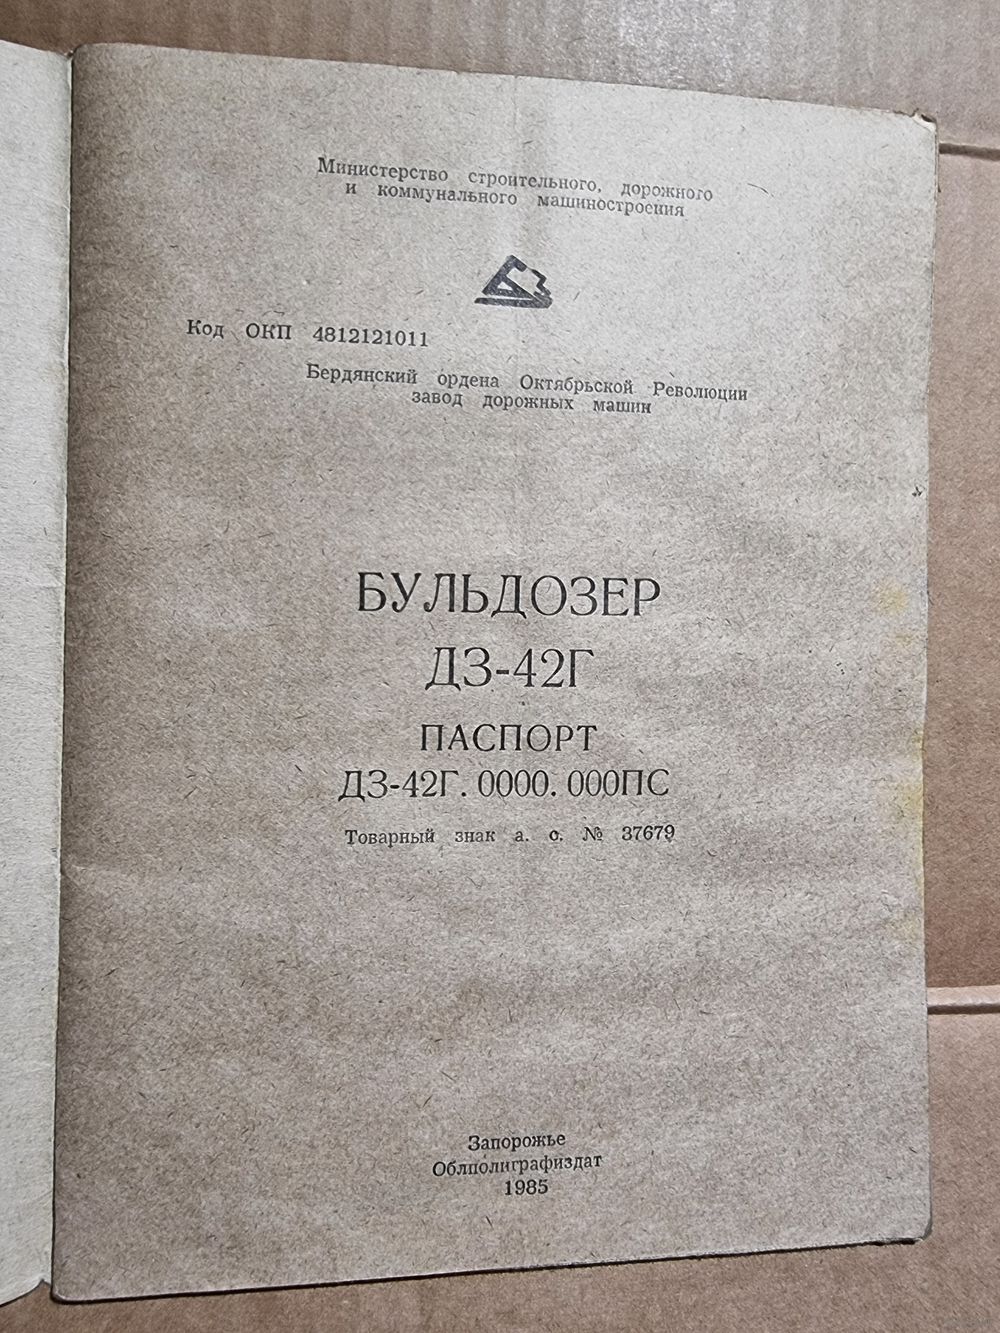 Министерство строительного, дорожного
и коммунального машиностроения
Код ОКП 4812121011
Бердянский ордена Октябрьской Революции
завод дорожных машин
БУЛЬДОЗЕР
ДЗ-42Г
ПАСПОРТ
ДЗ-42Г. 0000. 000ПС
Товарный знак а. с. № 37679
Запорожье
Облполиграфиздат
1985